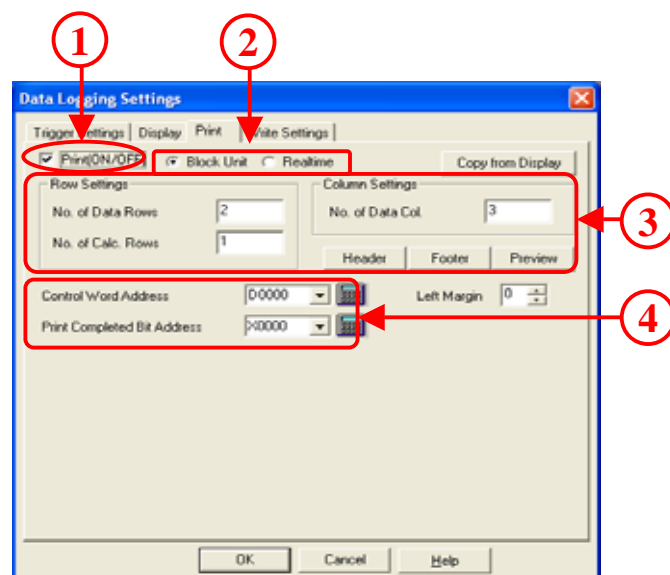 1
2
Data Logging Settings
Trigger Settings Display Print Write Settings
Print(ON/OFF) Block Unit Realtime Copy from Display
Row Settings Column Settings
No. of Data Rows 2 No. of Data Col. 3
3
No. of Calc. Rows 1
Header Footer Preview
Control Word Address D0000 Left Margin 0
4
Print Completed Bit Address X0000
OK Cancel Help